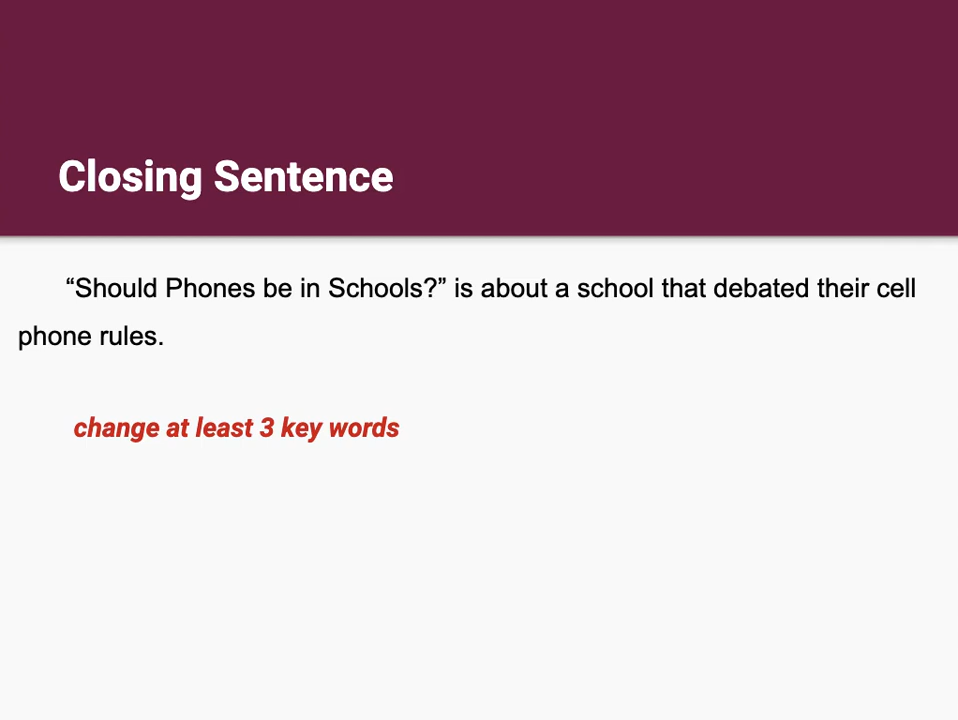 Closing Sentence
“Should Phones be in Schools?” is about a school that debated their cell
phone rules.
change at least 3 key words